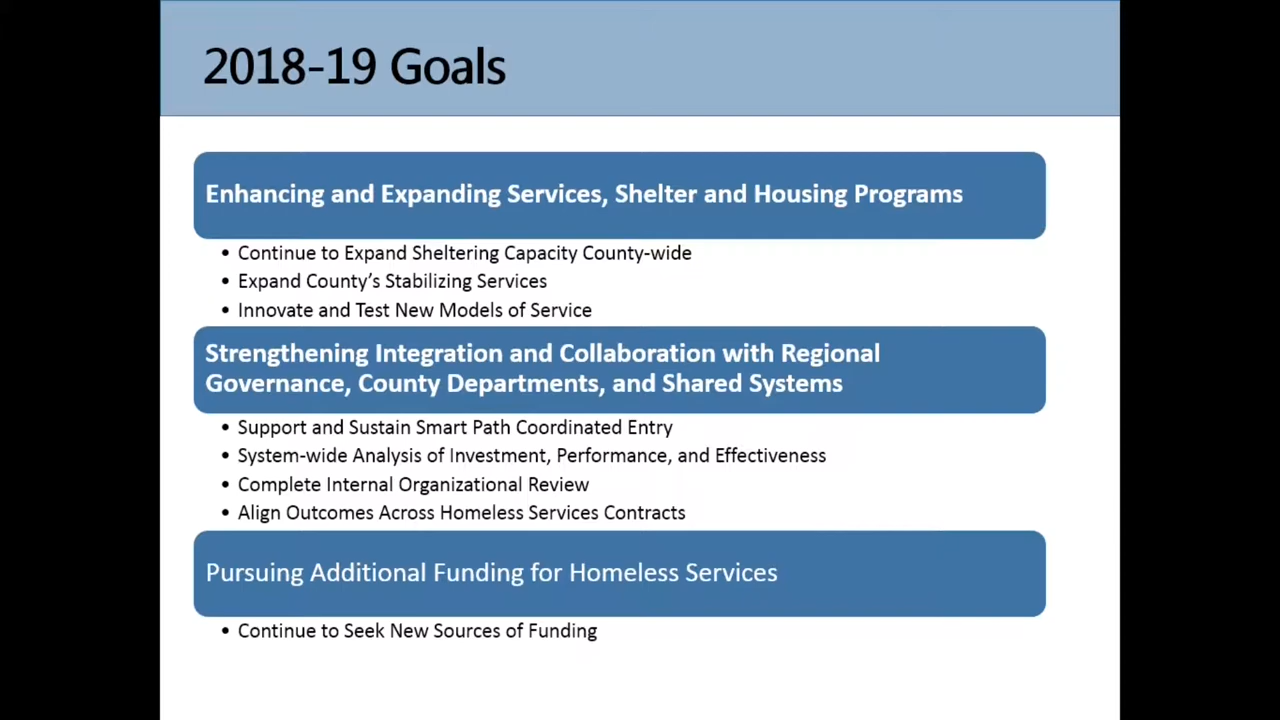 2018-19 Goals
Enhancing and Expanding Services, Shelter and Housing Programs
• Continue to Expand Sheltering Capacity County-wide
• Expand County’s Stabilizing Services
• Innovate and Test New Models of Service
Strengthening Integration and Collaboration with Regional
Governance, County Departments, and Shared Systems
• Support and Sustain Smart Path Coordinated Entry
• System-wide Analysis of Investment, Performance, and Effectiveness
• Complete Internal Organizational Review
• Align Outcomes Across Homeless Services Contracts
Pursuing Additional Funding for Homeless Services
• Continue to Seek New Sources of Funding